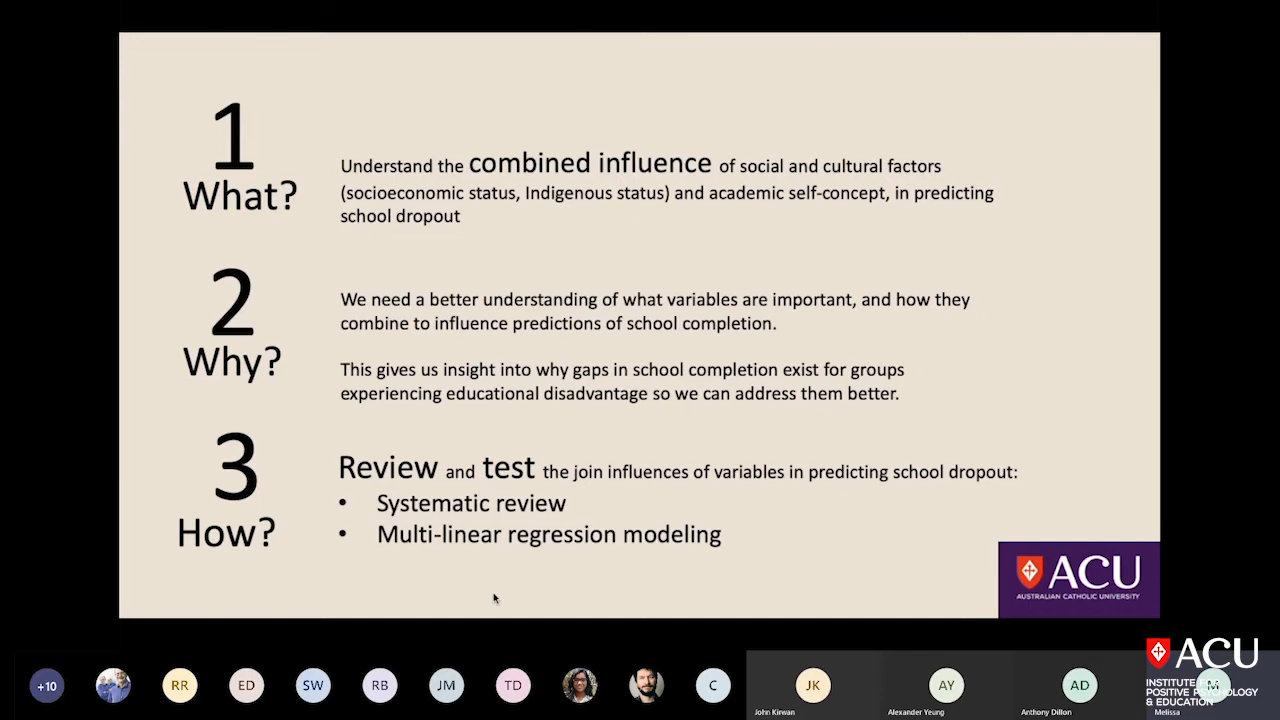 1
What?
Understand the combined influence of social and cultural factors
(socioeconomic status, Indigenous status) and academic self-concept, in predicting
school dropout
2
Why?
We need a better understanding of what variables are important, and how they
combine to influence predictions of school completion.
This gives us insight into why gaps in school completion exist for groups
experiencing educational disadvantage so we can address them better.
3
How?
Review and test the join influences of variables in predicting school dropout:
• Systematic review
• Multi-linear regression modeling
ACU
AUSTRALIAN CATHOLIC UNIVERSITY
+10
RR
ED
SW
RB
JM
TD
C
JK
John Kirwan
AY
Alexander Yeung
AD
Anthony Dillon
Melissa
ACU
INSTITUTE FOR
POSITIVE PSYCHOLOGY
& EDUCATION